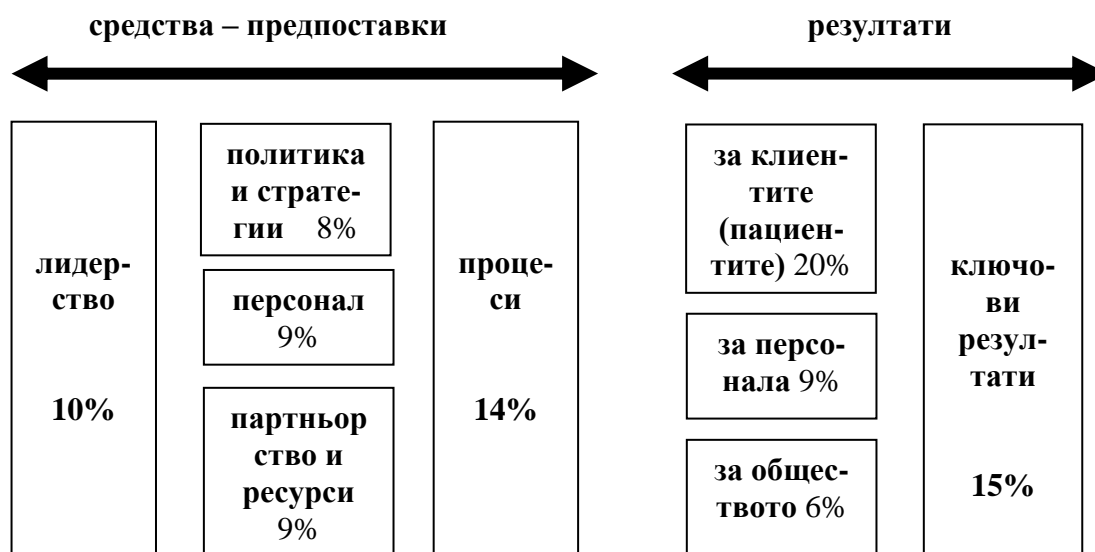 средства – предпоставки
резултати
лидер-
ство
10%
политика
и страте-
гии 8%
персонал
9%
партньор
ство и
ресурси
9%
проце-
си
14%
за клиен-
тите
(пациен-
тите) 20%
за персо-
нала 9%
за общес-
твото 6%
ключо-
ви
резул-
тати
15%